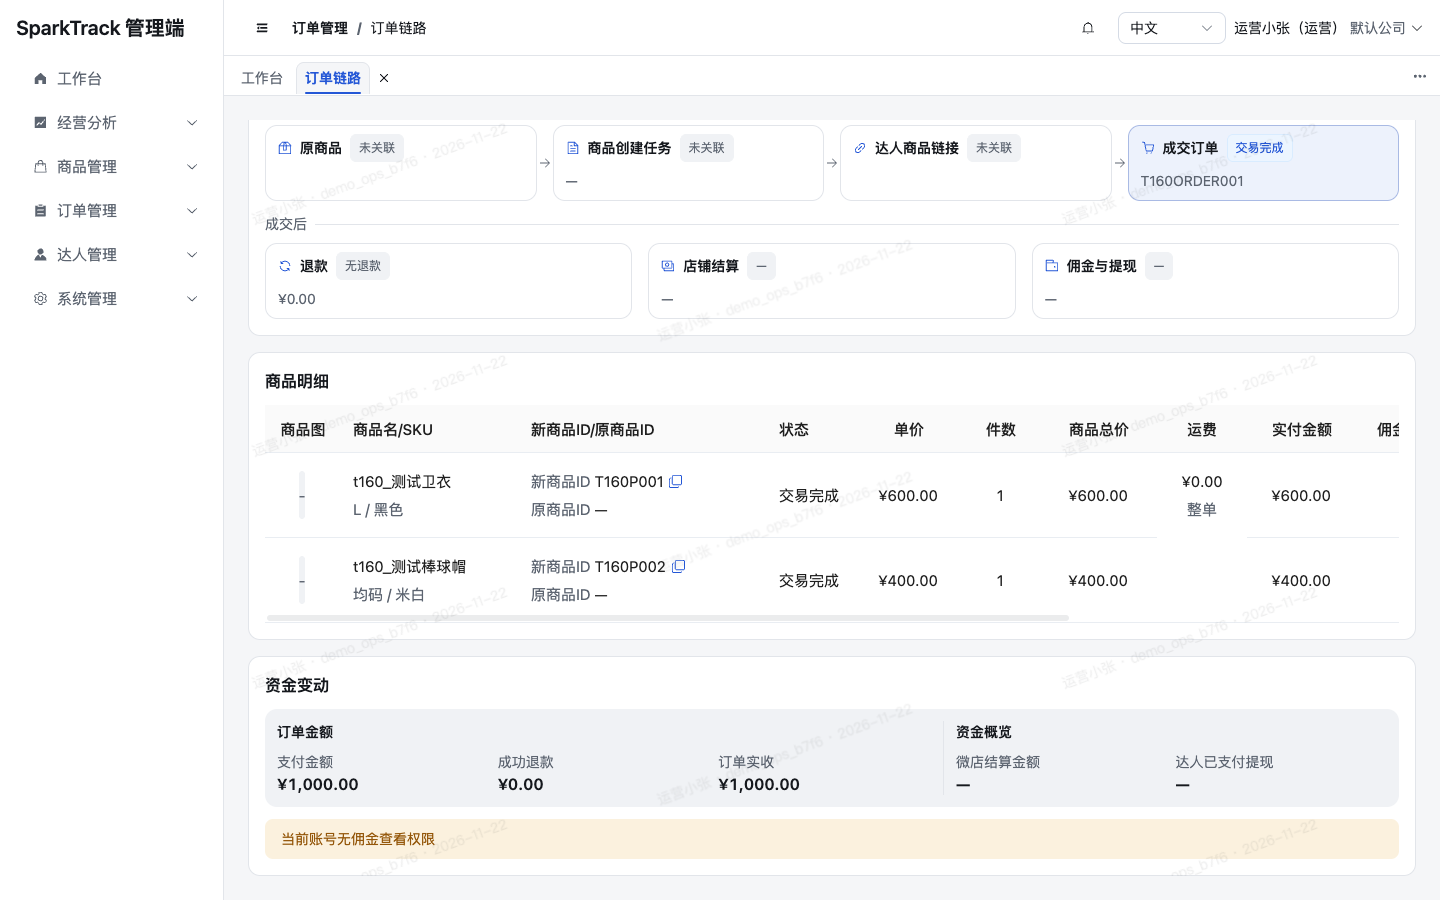 SparkTrack 管理端
订单管理 / 订单链路
中文
运营小张（运营）
默认公司
工作台
经营分析
商品管理
订单管理
达人管理
系统管理
工作台
订单链路
原商品 未关联
商品创建任务 未关联
—
达人商品链接 未关联
成交订单 交易完成
T160ORDER001
成交后
退款 无退款
¥0.00
店铺结算 —
—
佣金与提现 —
—
商品明细
商品图 商品名/SKU 新商品ID/原商品ID 状态 单价 件数 商品总价 运费 实付金额 佣金
- t160_测试卫衣 新商品ID T160P001 交易完成 ¥600.00 1 ¥600.00 ¥0.00 ¥600.00
L / 黑色 原商品ID — 整单
- t160_测试棒球帽 新商品ID T160P002 交易完成 ¥400.00 1 ¥400.00 ¥400.00
均码 / 米白 原商品ID —
资金变动
订单金额
支付金额 成功退款 订单实收
¥1,000.00 ¥0.00 ¥1,000.00
资金概览
微店结算金额 达人已支付提现
— —
当前账号无佣金查看权限
运营小张 · demo_ops_b7f6 · 2026-11-22